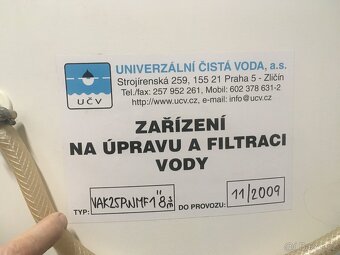 UNIVERZÁLNÍ ČISTÁ VODA, a.s.
Strojírenská 259, 155 21 Praha 5 - Zličín
Tel./fax: 257 952 261, Mobil: 602 378 631-2
http://www.ucv.cz, e-mail: info@ucv.cz
UČV
ZAŘÍZENÍ
NA ÚPRAVU A FILTRACI
VODY
TYP: DO PROVOZU: 11/2009